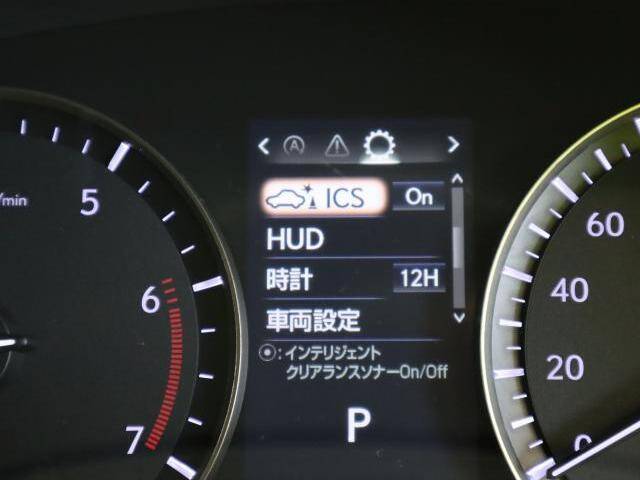 ICS On
HUD
時計 12H
車両設定
⦿:インテリジェント
クリアランスソナーOn/Off
P
/min
5
6
7
60
40
20
0